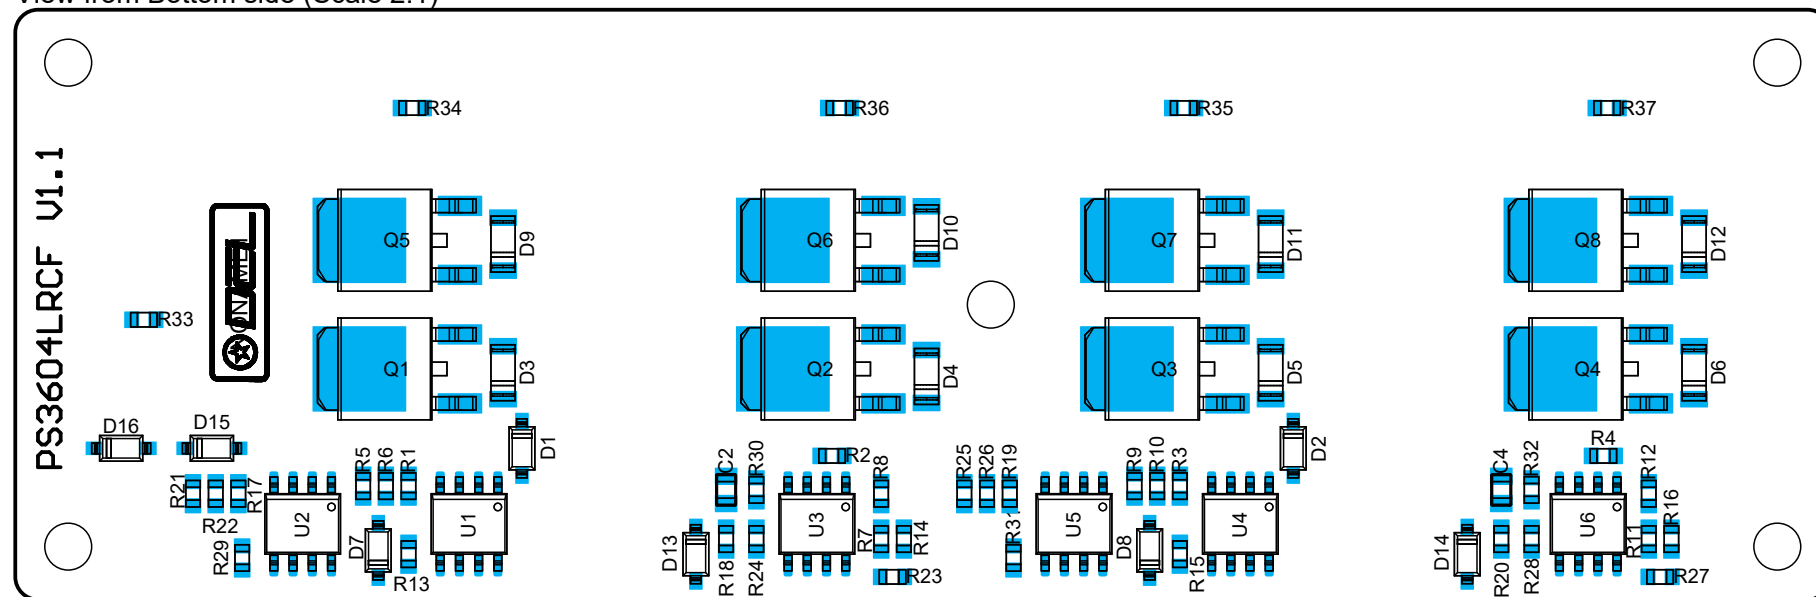 View from Bottom side (Scale 2:1)
R34
R36
R35
R37
PS3604LRCF V1.1
Q5
D9
Q6
D10
Q7
D11
Q8
D12
R33
Q1
D3
Q2
D4
Q3
D5
Q4
D6
D16
D15
D1
D2
R5
R6
R1
C2
R30
R2
R8
R25
R26
R19
R9
R10
R3
C4
R32
R4
R12
R21
R22
R17
U2
U1
U3
U5
U4
U6
R29
D7
R13
D13
R18
R24
R7
R14
R23
R31
D8
R15
D14
R20
R28
R11
R16
R27